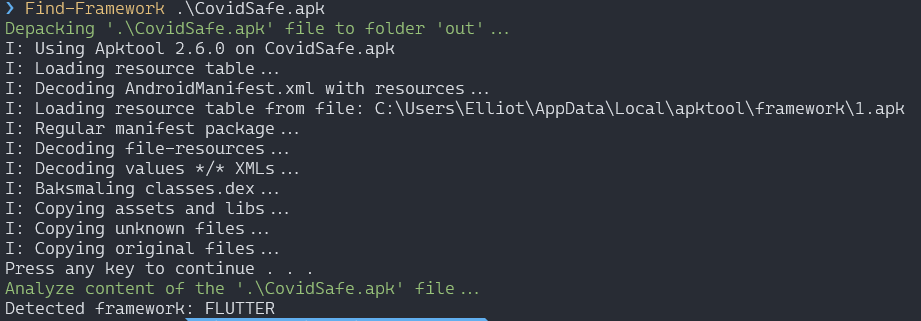 ❯ Find-Framework .\CovidSafe.apk
Depacking '.\CovidSafe.apk' file to folder 'out'...
I: Using Apktool 2.6.0 on CovidSafe.apk
I: Loading resource table...
I: Decoding AndroidManifest.xml with resources...
I: Loading resource table from file: C:\Users\Elliot\AppData\Local\apktool\framework\1.apk
I: Regular manifest package...
I: Decoding file-resources...
I: Decoding values */* XMLs...
I: Baksmaling classes.dex...
I: Copying assets and libs...
I: Copying unknown files...
I: Copying original files...
Press any key to continue . . .
Analyze content of the '.\CovidSafe.apk' file...
Detected framework: FLUTTER